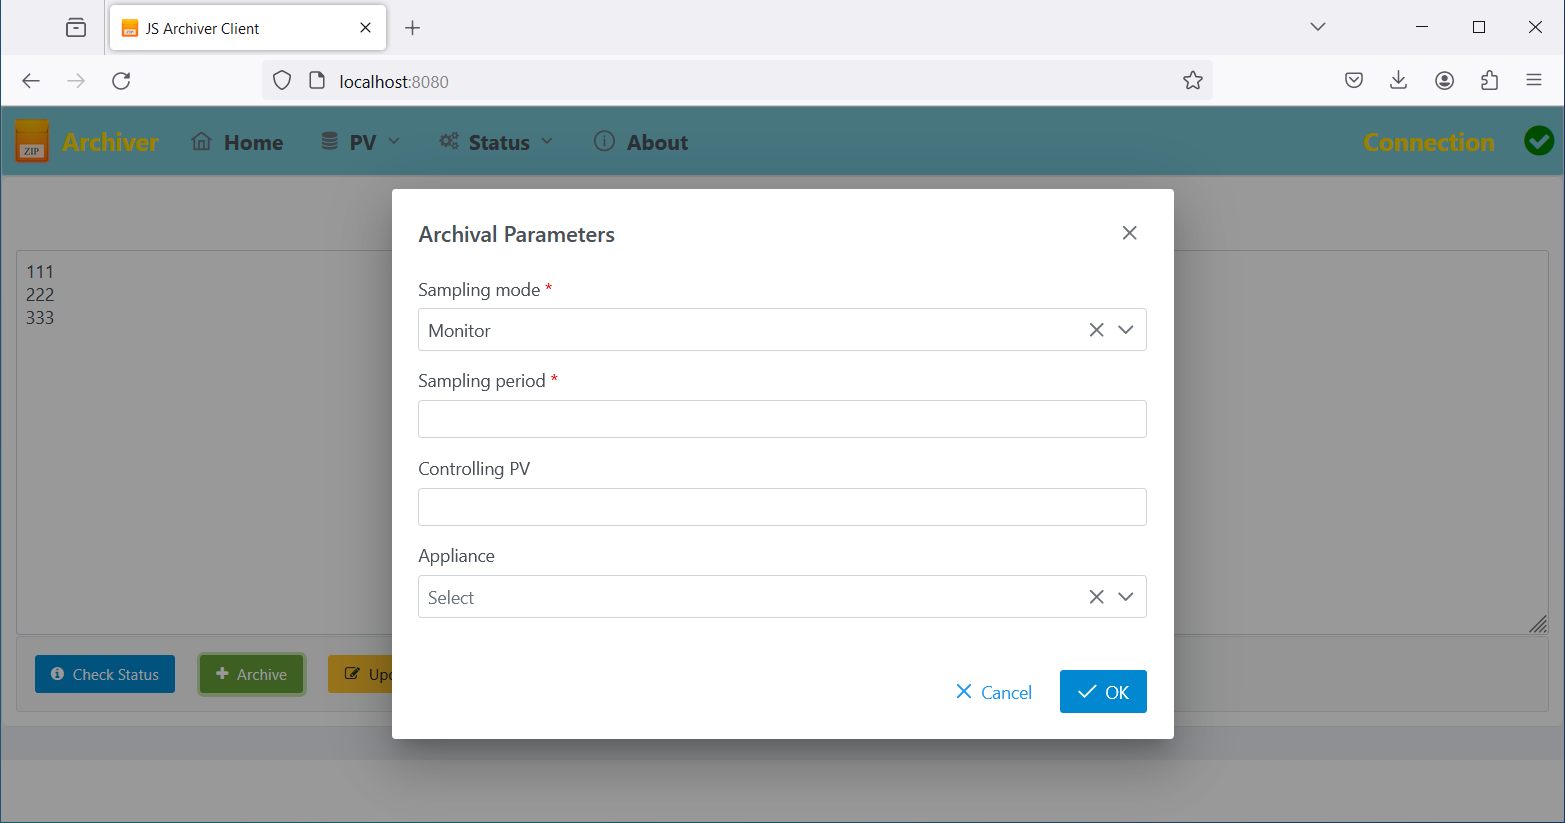 JS Archiver Client
localhost:8080
ZIP Archiver Home PV Status About Connection
Archival Parameters
111
222
333
Sampling mode *
Monitor
Sampling period *
Controlling PV
Appliance
Select
Check Status Archive Upd
Cancel OK